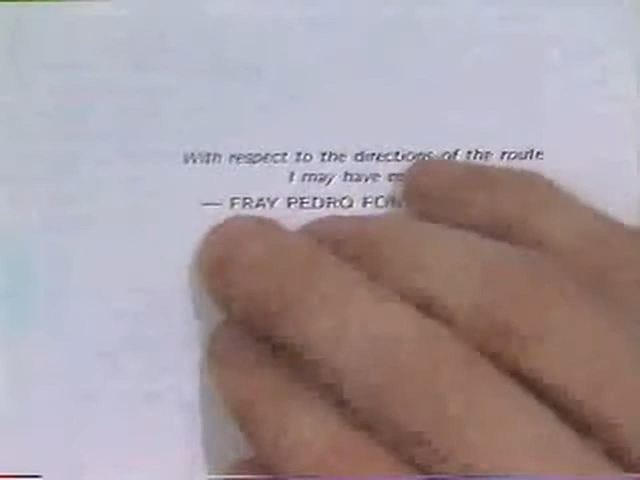 With respect to the directions of the route
I may have
— FRAY PEDRO